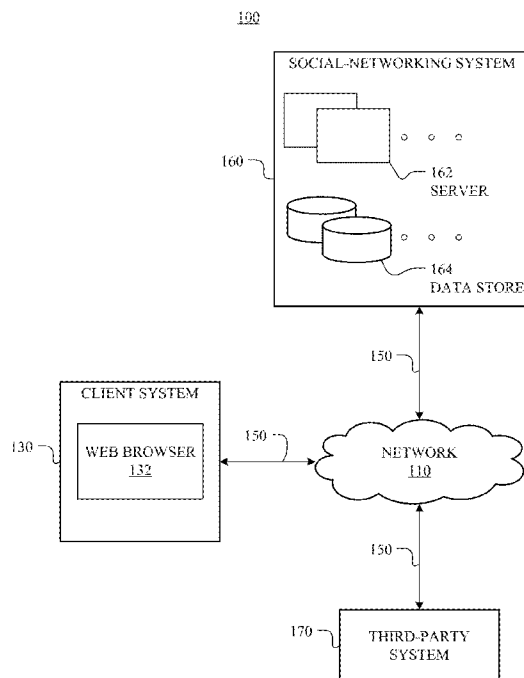 100
SOCIAL-NETWORKING SYSTEM
160
162
SERVER
164
DATA STORE
150
CLIENT SYSTEM
130
WEB BROWSER
132
150
NETWORK
110
150
170
THIRD-PARTY
SYSTEM